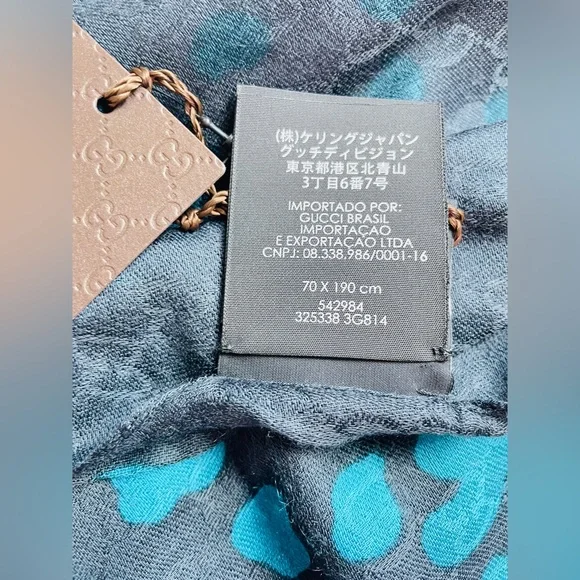 (株)ケリングジャパン
グッチディビジョン
東京都港区北青山
3丁目6番7号
IMPORTADO POR:
GUCCI BRASIL
IMPORTAÇAO
E EXPORTAÇAO LTDA
CNPJ: 08.338.986/0001-16
70 X 190 cm
542984
325338 3G814